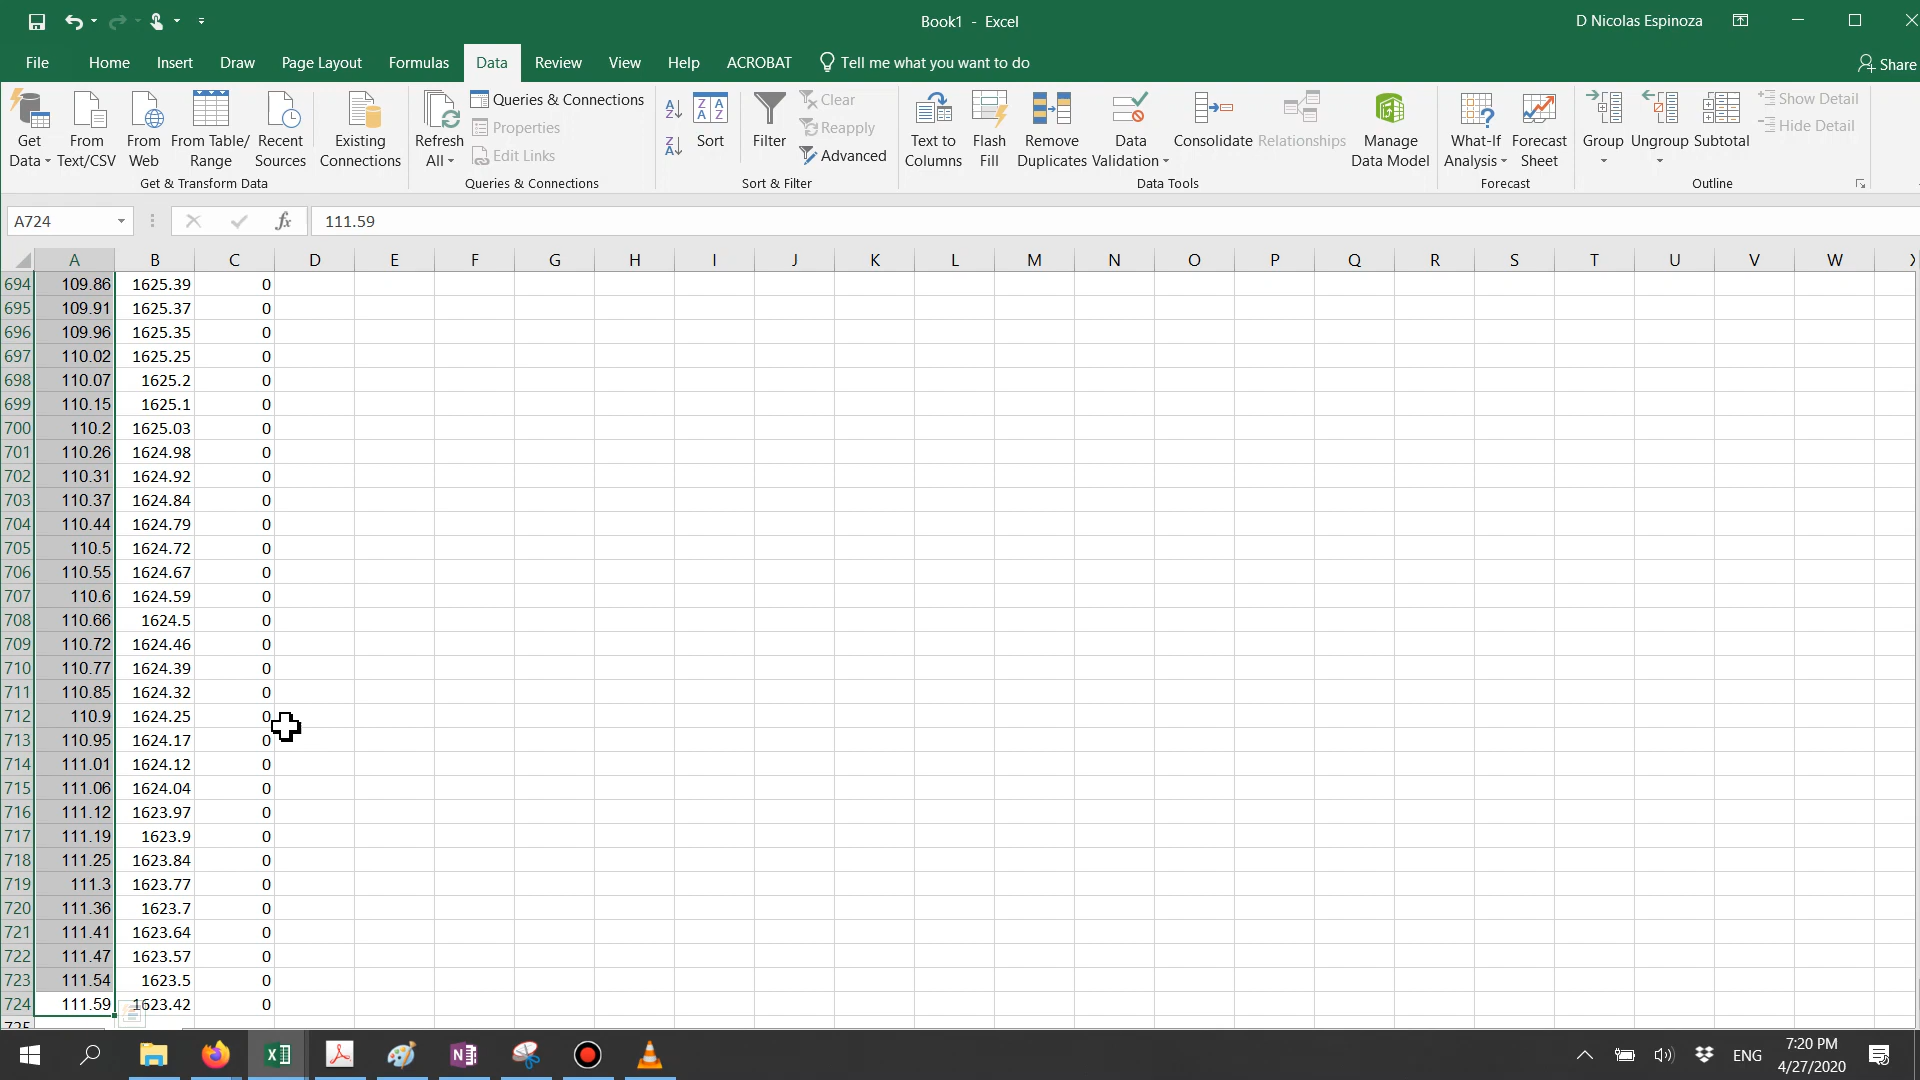 Book1 - Excel
D Nicolas Espinoza
File Home Insert Draw Page Layout Formulas Data Review View Help ACROBAT Tell me what you want to do
Share
Get Data
From Text/CSV
From Web
From Table/ Range
Recent Sources
Existing Connections
Refresh All
Queries & Connections
Properties
Edit Links
Sort
Filter
Clear
Reapply
Advanced
Text to Columns
Flash Fill
Remove Duplicates
Data Validation
Consolidate
Relationships
Manage Data Model
What-If Analysis
Forecast Sheet
Group
Ungroup
Subtotal
Show Detail
Hide Detail
Get & Transform Data
Queries & Connections
Sort & Filter
Data Tools
Forecast
Outline
A724 fx 111.59
A B C D E F G H I J K L M N O P Q R S T U V W
694 109.86 1625.39 0
695 109.91 1625.37 0
696 109.96 1625.35 0
697 110.02 1625.25 0
698 110.07 1625.2 0
699 110.15 1625.1 0
700 110.2 1625.03 0
701 110.26 1624.98 0
702 110.31 1624.92 0
703 110.37 1624.84 0
704 110.44 1624.79 0
705 110.5 1624.72 0
706 110.55 1624.67 0
707 110.6 1624.59 0
708 110.66 1624.5 0
709 110.72 1624.46 0
710 110.77 1624.39 0
711 110.85 1624.32 0
712 110.9 1624.25 0
713 110.95 1624.17 0
714 111.01 1624.12 0
715 111.06 1624.04 0
716 111.12 1623.97 0
717 111.19 1623.9 0
718 111.25 1623.84 0
719 111.3 1623.77 0
720 111.36 1623.7 0
721 111.41 1623.64 0
722 111.47 1623.57 0
723 111.54 1623.5 0
724 111.59 1623.42 0
ENG
7:20 PM
4/27/2020